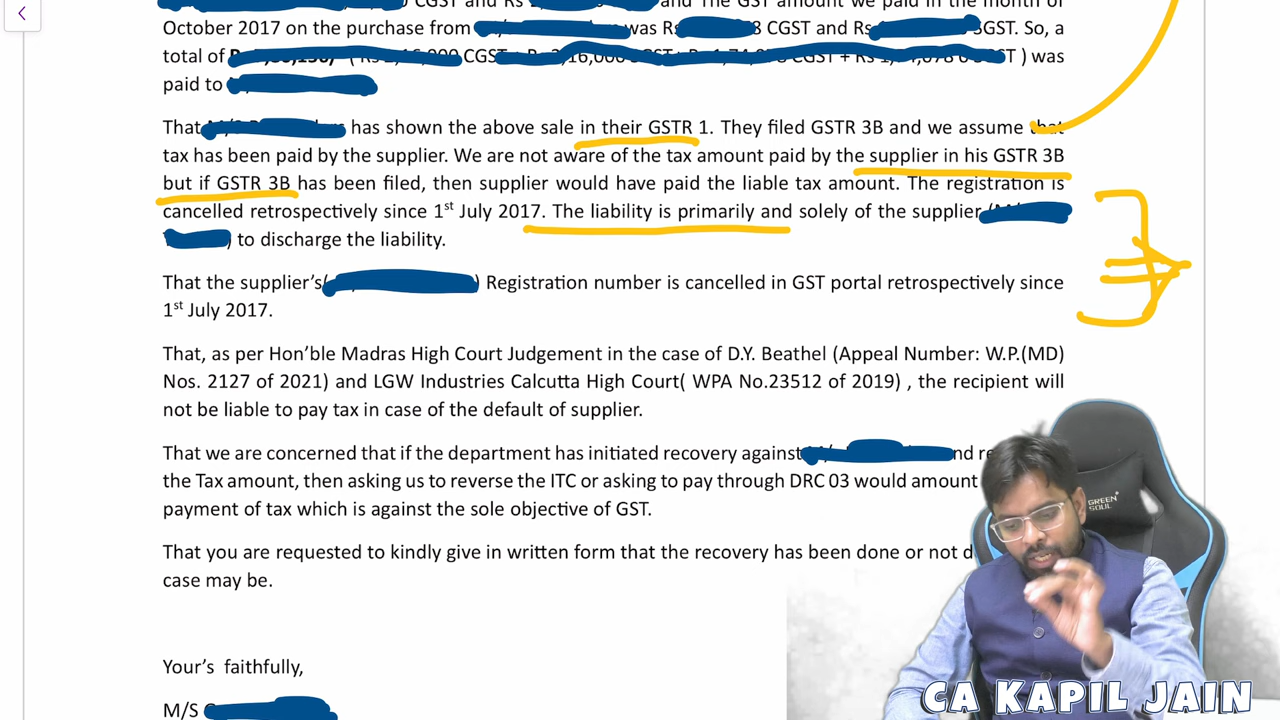 CGST and Rs and The GST amount we paid in the month of
October 2017 on the purchase from was Rs CGST and Rs SGST. So, a
total of CGST ) was
paid to
That has shown the above sale in their GSTR 1. They filed GSTR 3B and we assume that
tax has been paid by the supplier. We are not aware of the tax amount paid by the supplier in his GSTR 3B
but if GSTR 3B has been filed, then supplier would have paid the liable tax amount. The registration is
cancelled retrospectively since 1st July 2017. The liability is primarily and solely of the supplier
) to discharge the liability.
That the supplier's( ) Registration number is cancelled in GST portal retrospectively since
1st July 2017.
That, as per Hon'ble Madras High Court Judgement in the case of D.Y. Beathel (Appeal Number: W.P.(MD)
Nos. 2127 of 2021) and LGW Industries Calcutta High Court( WPA No.23512 of 2019) , the recipient will
not be liable to pay tax in case of the default of supplier.
That we are concerned that if the department has initiated recovery against
the Tax amount, then asking us to reverse the ITC or asking to pay through DRC 03 would amount
payment of tax which is against the sole objective of GST.
That you are requested to kindly give in written form that the recovery has been done or not
case may be.
Your's faithfully,
M/S
GREEN
SOUL
CA KAPIL JAIN